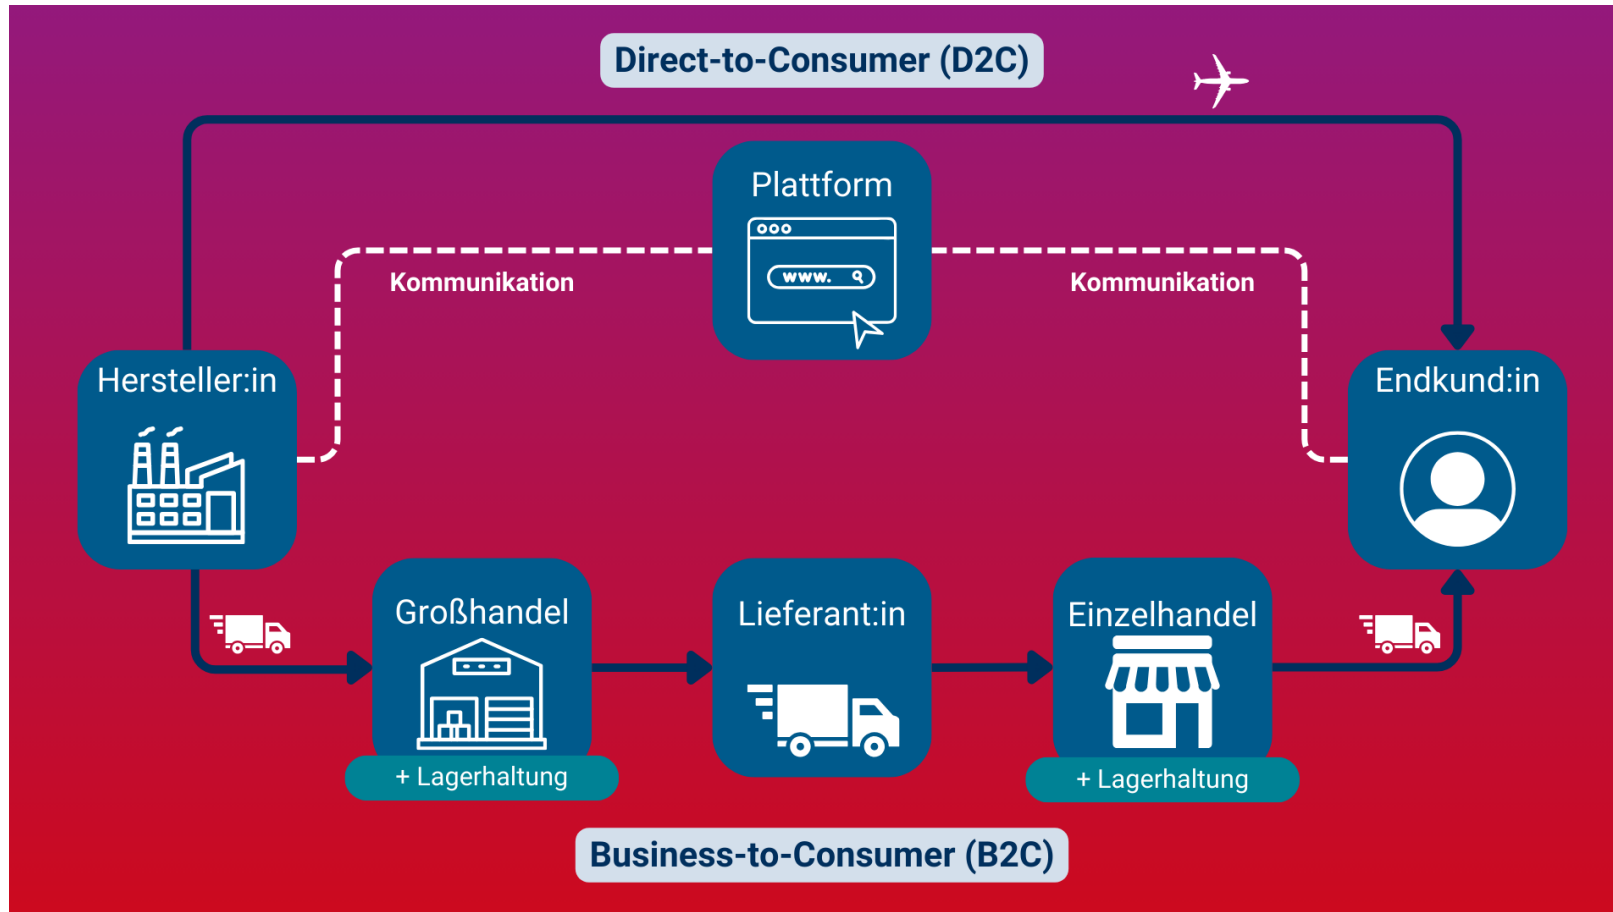 Direct-to-Consumer (D2C)
Plattform
www.
Kommunikation
Kommunikation
Hersteller:in
Endkund:in
Großhandel
Lieferant:in
Einzelhandel
+ Lagerhaltung
+ Lagerhaltung
Business-to-Consumer (B2C)